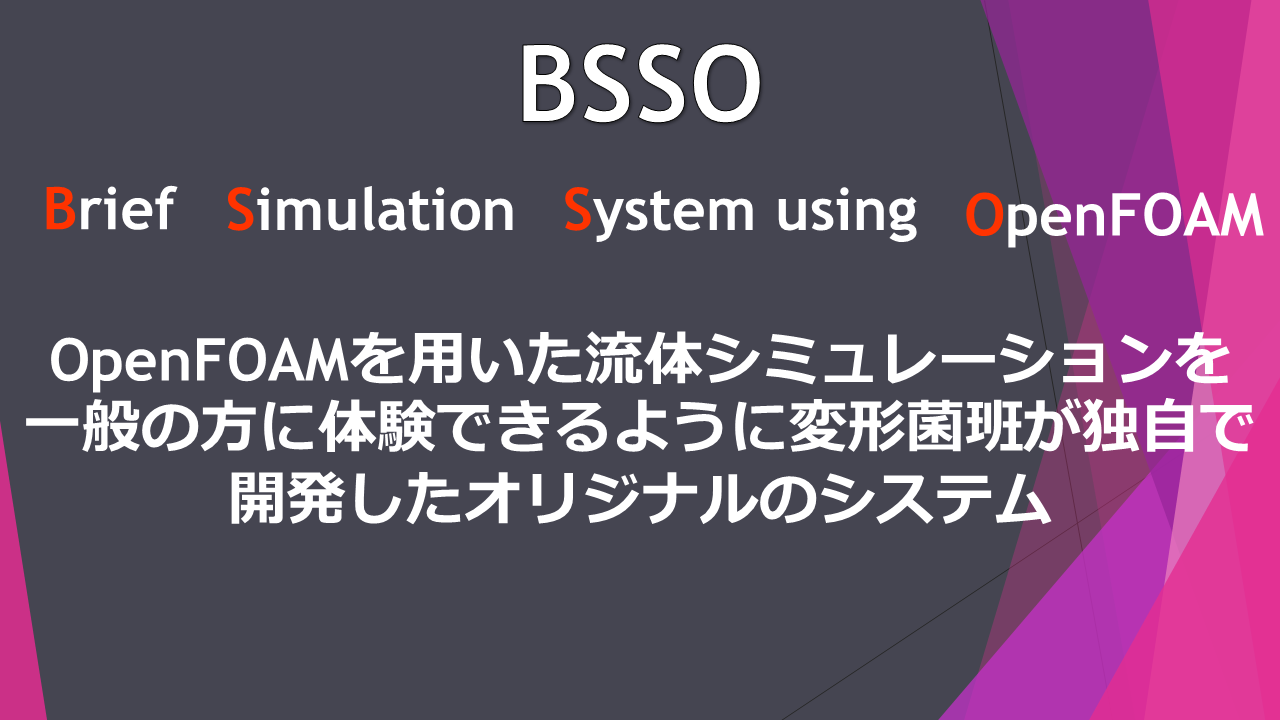 BSSO
Brief Simulation System using OpenFOAM
OpenFOAMを用いた流体シミュレーションを
一般の方に体験できるように変形菌班が独自で
開発したオリジナルのシステム